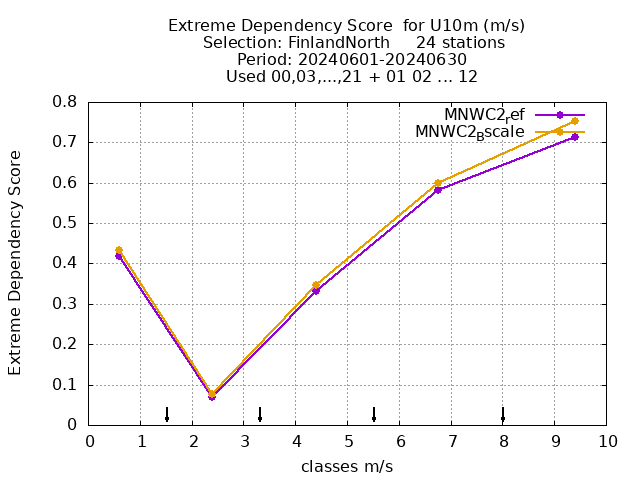 Extreme Dependency Score  for U10m (m/s)
Selection: FinlandNorth     24 stations
Period: 20240601-20240630
Used 00,03,...,21 + 01 02 ... 12
MNWC2ref
MNWC2Bscale
Extreme Dependency Score
0.8
0.7
0.6
0.5
0.4
0.3
0.2
0.1
0
0 1 2 3 4 5 6 7 8 9 10
classes m/s